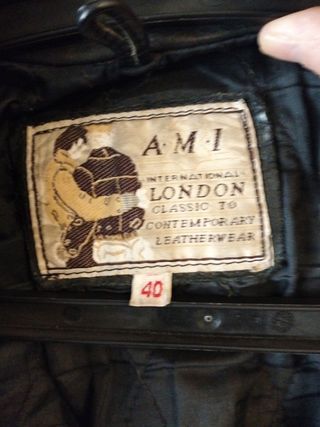 A·M·I
INTERNATIONAL
LONDON
CLASSIC TO
CONTEMPORARY
LEATHERWEAR
40